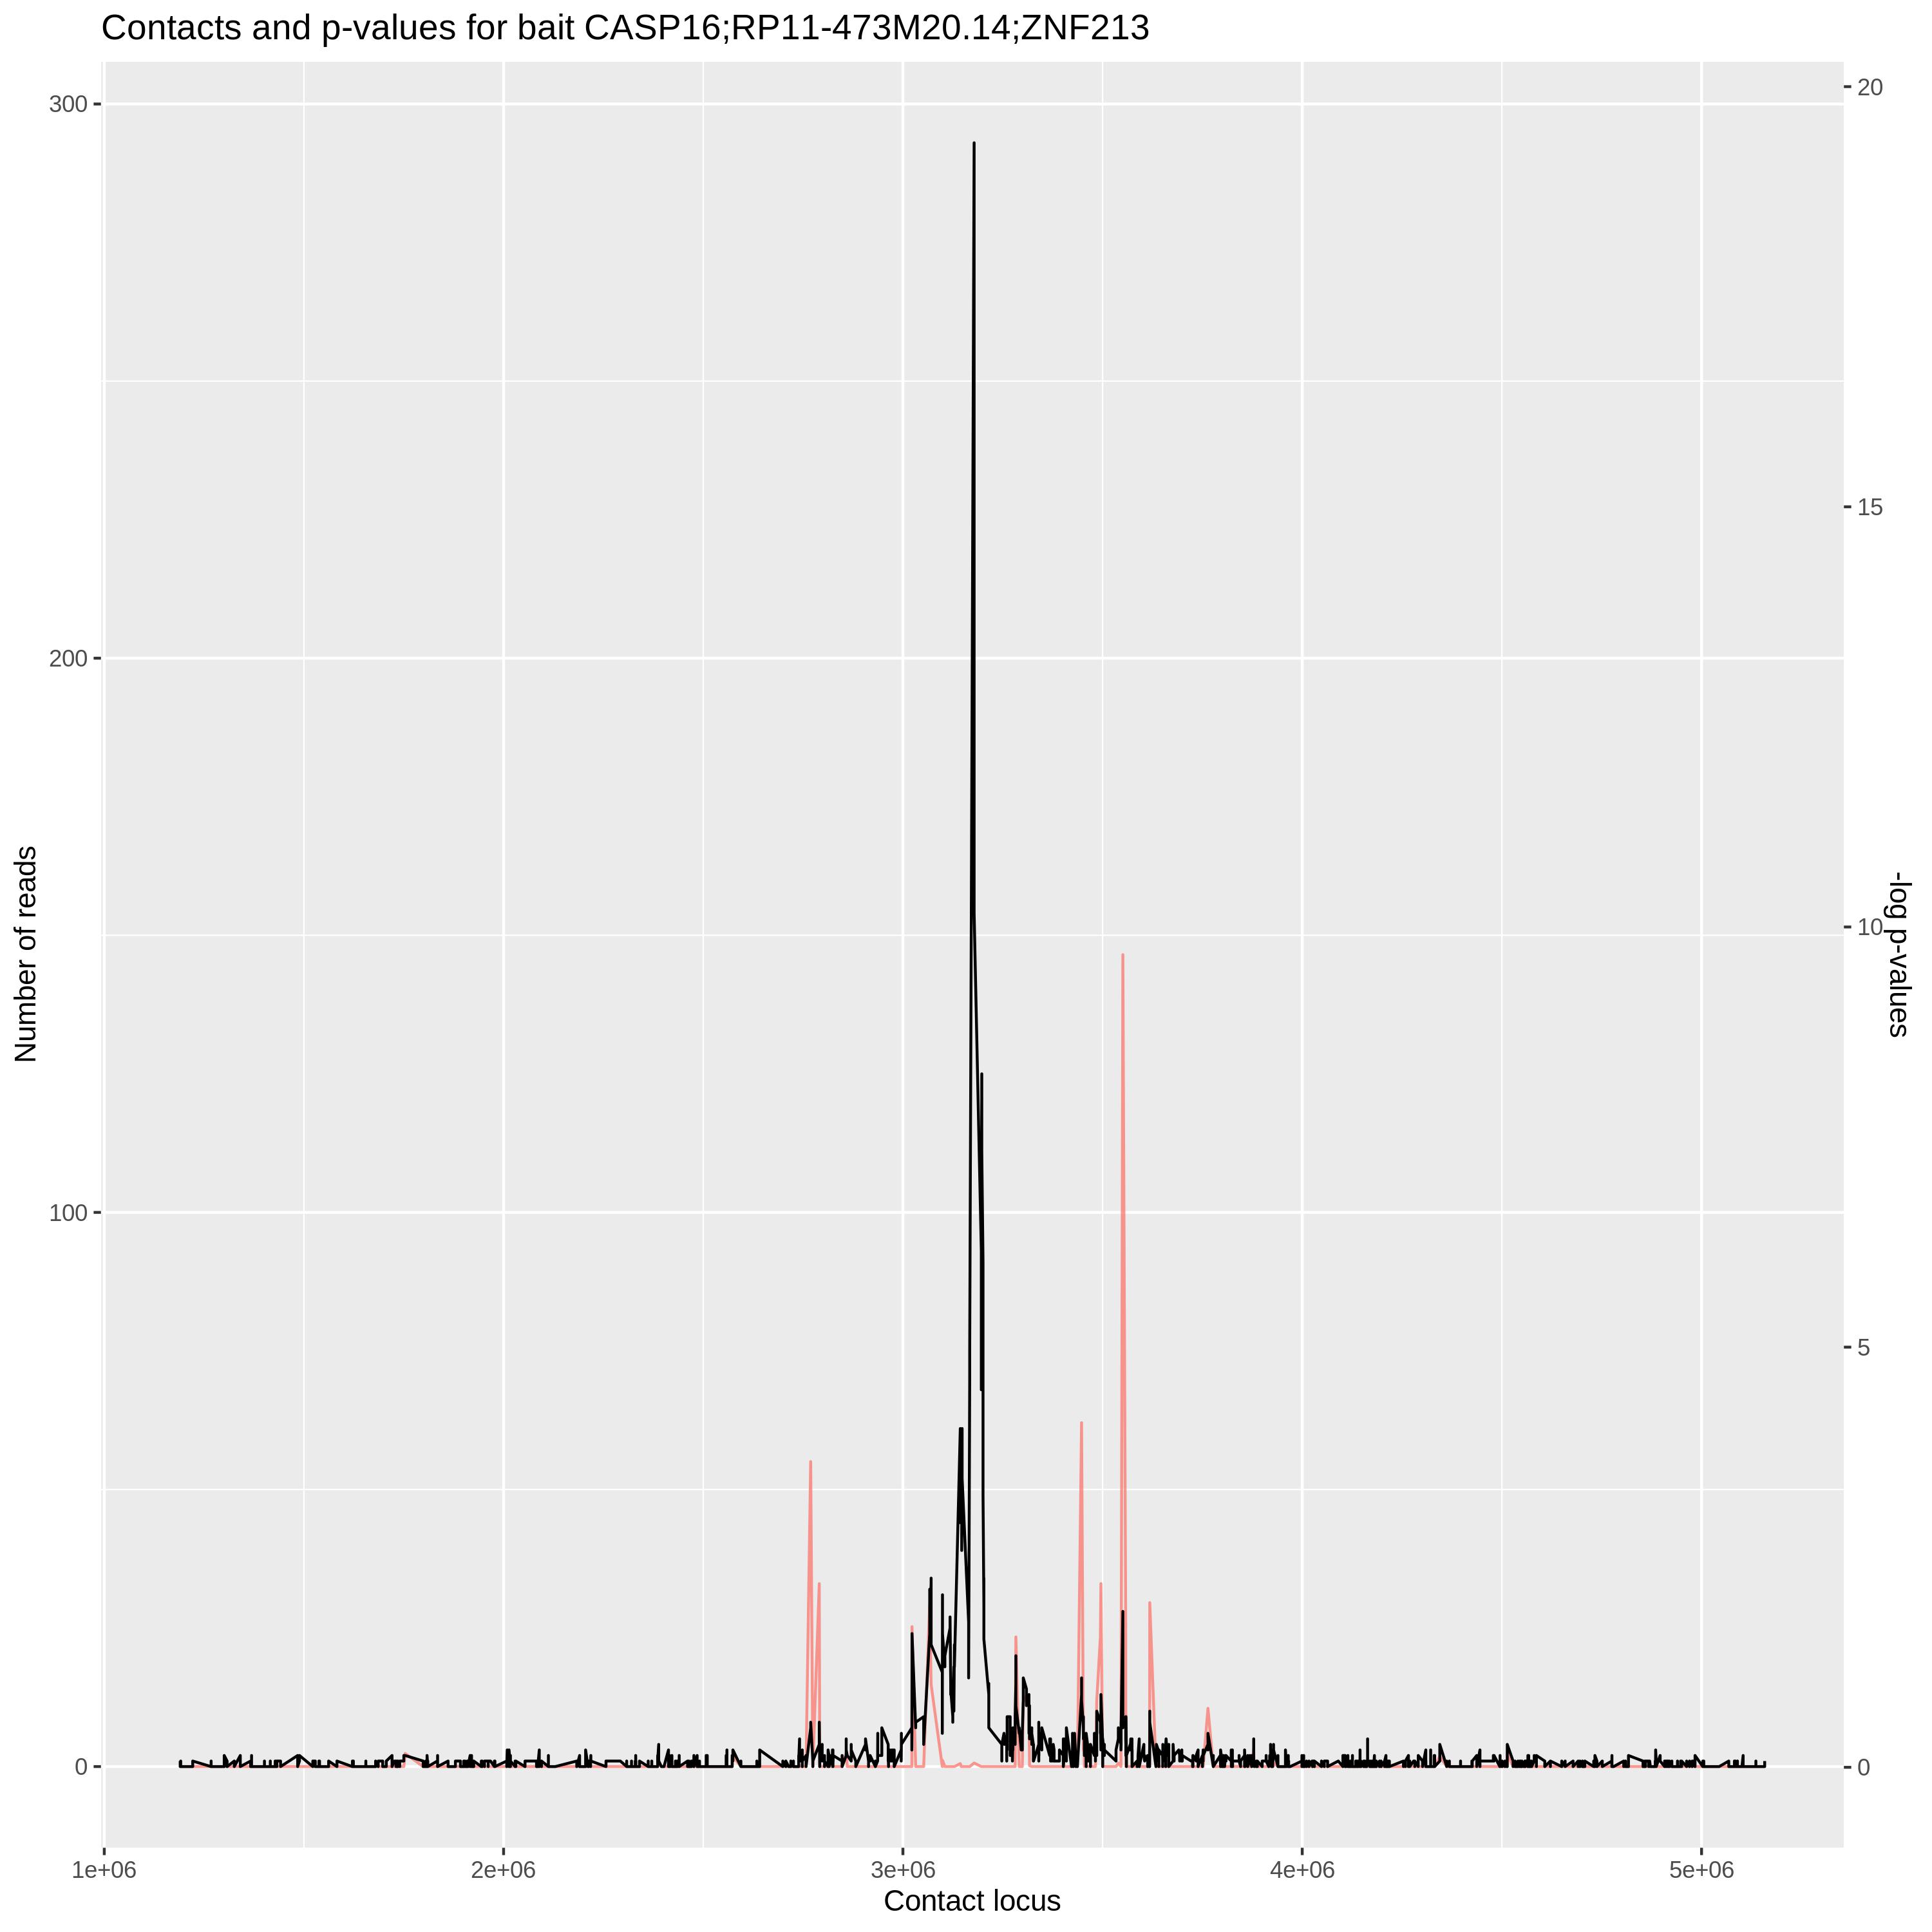 Contacts and p-values for bait CASP16;RP11-473M20.14;ZNF213
300
200
100
0
Number of reads
20
15
10
5
0
-log p-values
1e+06
2e+06
3e+06
4e+06
5e+06
Contact locus